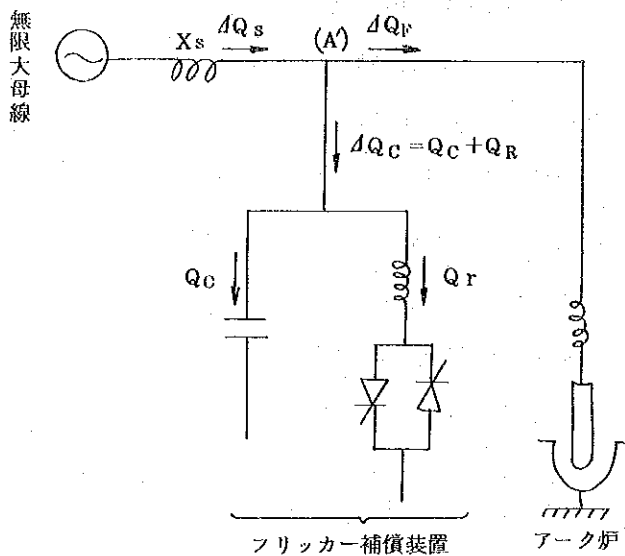 無限大母線
Xs
ΔQs
(A')
ΔQF
ΔQC=QC+QR
QC
Qr
フリッカー補償装置
アーク炉